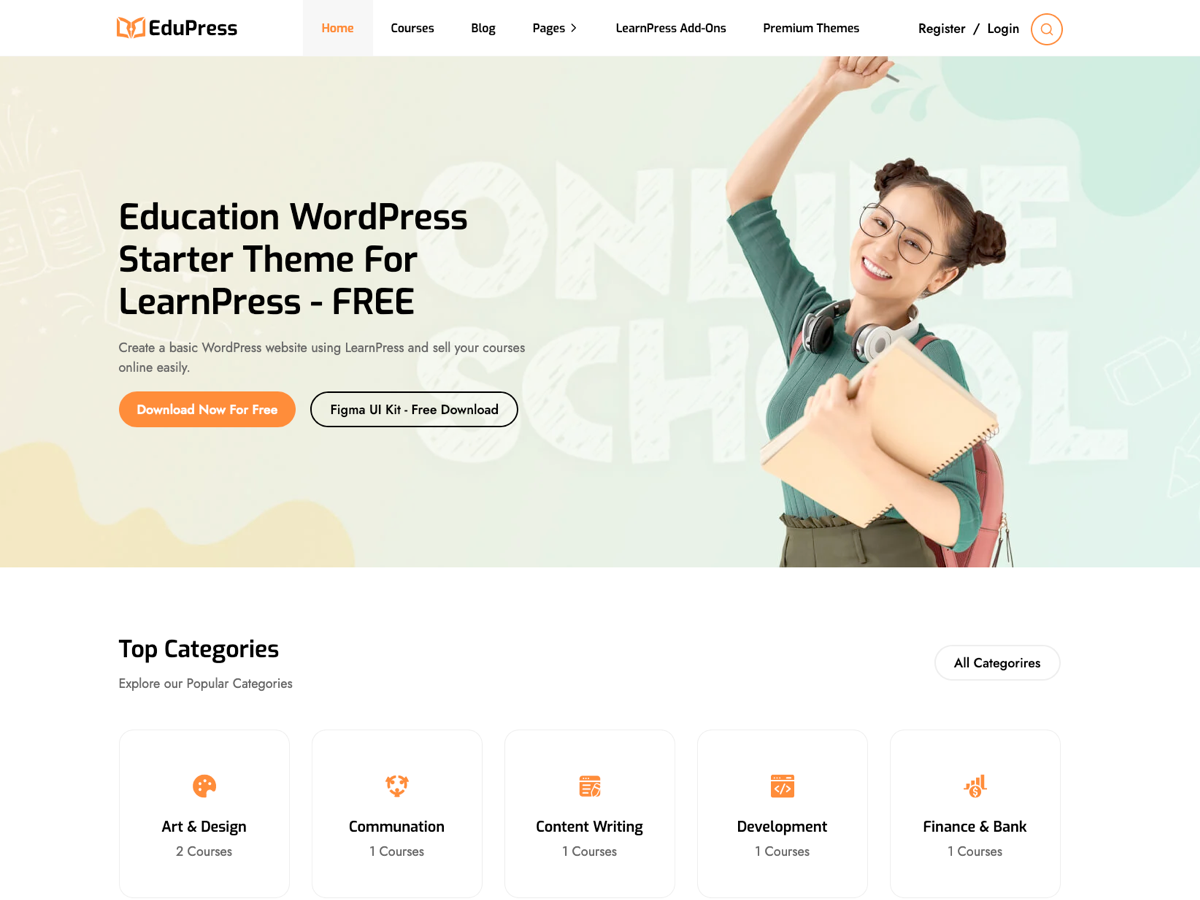 EduPress
Home
Courses
Blog
Pages
LearnPress Add-Ons
Premium Themes
Register / Login
ONLINE
SCHOOL
Education WordPress
Starter Theme For
LearnPress - FREE
Create a basic WordPress website using LearnPress and sell your courses
online easily.
Download Now For Free
Figma UI Kit - Free Download
Top Categories
Explore our Popular Categories
All Categorires
Art & Design
2 Courses
Communation
1 Courses
Content Writing
1 Courses
Development
1 Courses
Finance & Bank
1 Courses